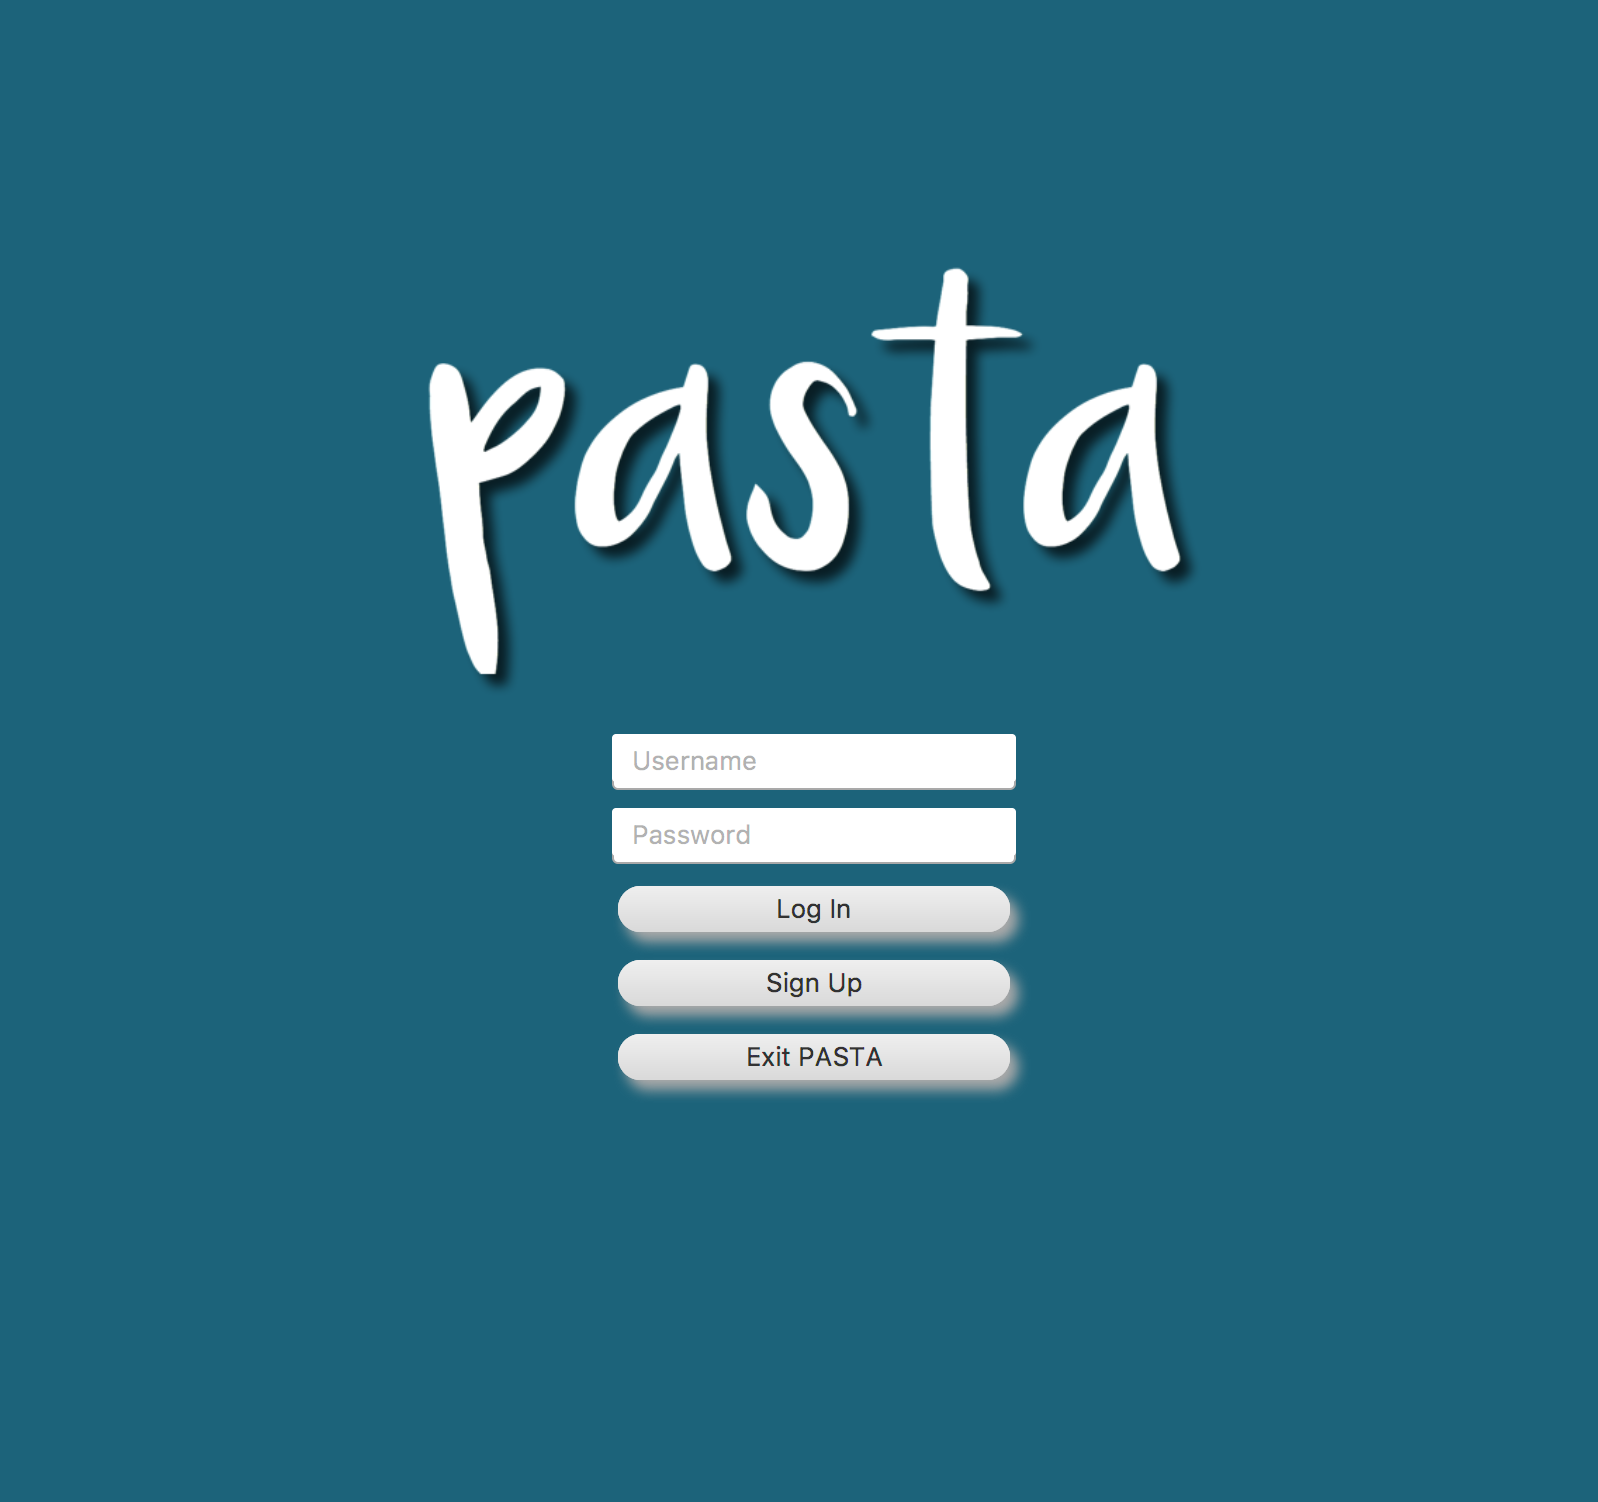 pasta
Username
Password
Log In
Sign Up
Exit PASTA